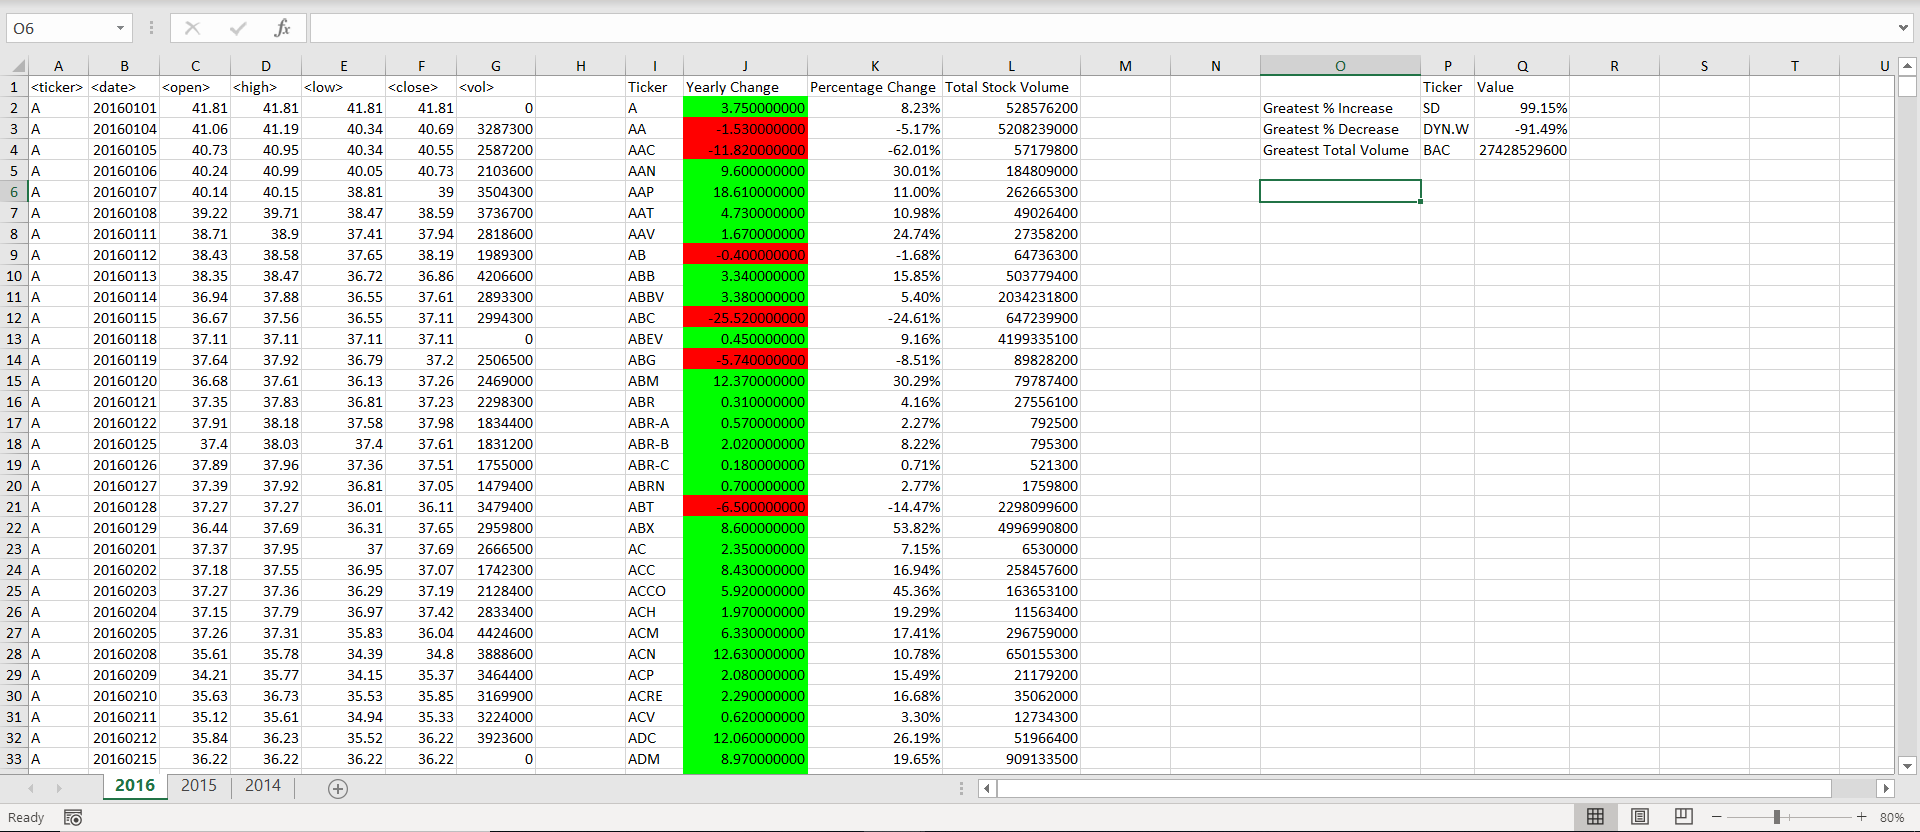 O6
fx
A B C D E F G H I J K L M N O P Q R S T U
1 <ticker> <date> <open> <high> <low> <close> <vol> Ticker Yearly Change Percentage Change Total Stock Volume Ticker Value
2 A 20160101 41.81 41.81 41.81 41.81 0 A 3.750000000 8.23% 528576200 Greatest % Increase SD 99.15%
3 A 20160104 41.06 41.19 40.34 40.69 3287300 AA -1.530000000 -5.17% 5208239000 Greatest % Decrease DYN.W -91.49%
4 A 20160105 40.73 40.95 40.34 40.55 2587200 AAC -11.820000000 -62.01% 57179800 Greatest Total Volume BAC 27428529600
5 A 20160106 40.24 40.99 40.05 40.73 2103600 AAN 9.600000000 30.01% 184809000
6 A 20160107 40.14 40.15 38.81 39 3504300 AAP 18.610000000 11.00% 262665300
7 A 20160108 39.22 39.71 38.47 38.59 3736700 AAT 4.730000000 10.98% 49026400
8 A 20160111 38.71 38.9 37.41 37.94 2818600 AAV 1.670000000 24.74% 27358200
9 A 20160112 38.43 38.58 37.65 38.19 1989300 AB -0.400000000 -1.68% 64736300
10 A 20160113 38.35 38.47 36.72 36.86 4206600 ABB 3.340000000 15.85% 503779400
11 A 20160114 36.94 37.88 36.55 37.61 2893300 ABBV 3.380000000 5.40% 2034231800
12 A 20160115 36.67 37.56 36.55 37.11 2994300 ABC -25.520000000 -24.61% 647239900
13 A 20160118 37.11 37.11 37.11 37.11 0 ABEV 0.450000000 9.16% 4199335100
14 A 20160119 37.64 37.92 36.79 37.2 2506500 ABG -5.740000000 -8.51% 89828200
15 A 20160120 36.68 37.61 36.13 37.26 2469000 ABM 12.370000000 30.29% 79787400
16 A 20160121 37.35 37.83 36.81 37.23 2298300 ABR 0.310000000 4.16% 27556100
17 A 20160122 37.91 38.18 37.58 37.98 1834400 ABR-A 0.570000000 2.27% 792500
18 A 20160125 37.4 38.03 37.4 37.61 1831200 ABR-B 2.020000000 8.22% 795300
19 A 20160126 37.89 37.96 37.36 37.51 1755000 ABR-C 0.180000000 0.71% 521300
20 A 20160127 37.39 37.92 36.81 37.05 1479400 ABRN 0.700000000 2.77% 1759800
21 A 20160128 37.27 37.27 36.01 36.11 3479400 ABT -6.500000000 -14.47% 2298099600
22 A 20160129 36.44 37.69 36.31 37.65 2959800 ABX 8.600000000 53.82% 4996990800
23 A 20160201 37.37 37.95 37 37.69 2666500 AC 2.350000000 7.15% 6530000
24 A 20160202 37.18 37.55 36.95 37.07 1742300 ACC 8.430000000 16.94% 258457600
25 A 20160203 37.27 37.36 36.29 37.19 2128400 ACCO 5.920000000 45.36% 163653100
26 A 20160204 37.15 37.79 36.97 37.42 2833400 ACH 1.970000000 19.29% 11563400
27 A 20160205 37.26 37.31 35.83 36.04 4424600 ACM 6.330000000 17.41% 296759000
28 A 20160208 35.61 35.78 34.39 34.8 3888600 ACN 12.630000000 10.78% 650155300
29 A 20160209 34.21 35.77 34.15 35.37 3464400 ACP 2.080000000 15.49% 21179200
30 A 20160210 35.63 36.73 35.53 35.85 3169900 ACRE 2.290000000 16.68% 35062000
31 A 20160211 35.12 35.61 34.94 35.33 3224000 ACV 0.620000000 3.30% 12734300
32 A 20160212 35.84 36.23 35.52 36.22 3923600 ADC 12.060000000 26.19% 51966400
33 A 20160215 36.22 36.22 36.22 36.22 0 ADM 8.970000000 19.65% 909133500
2016 2015 2014
Ready
80%